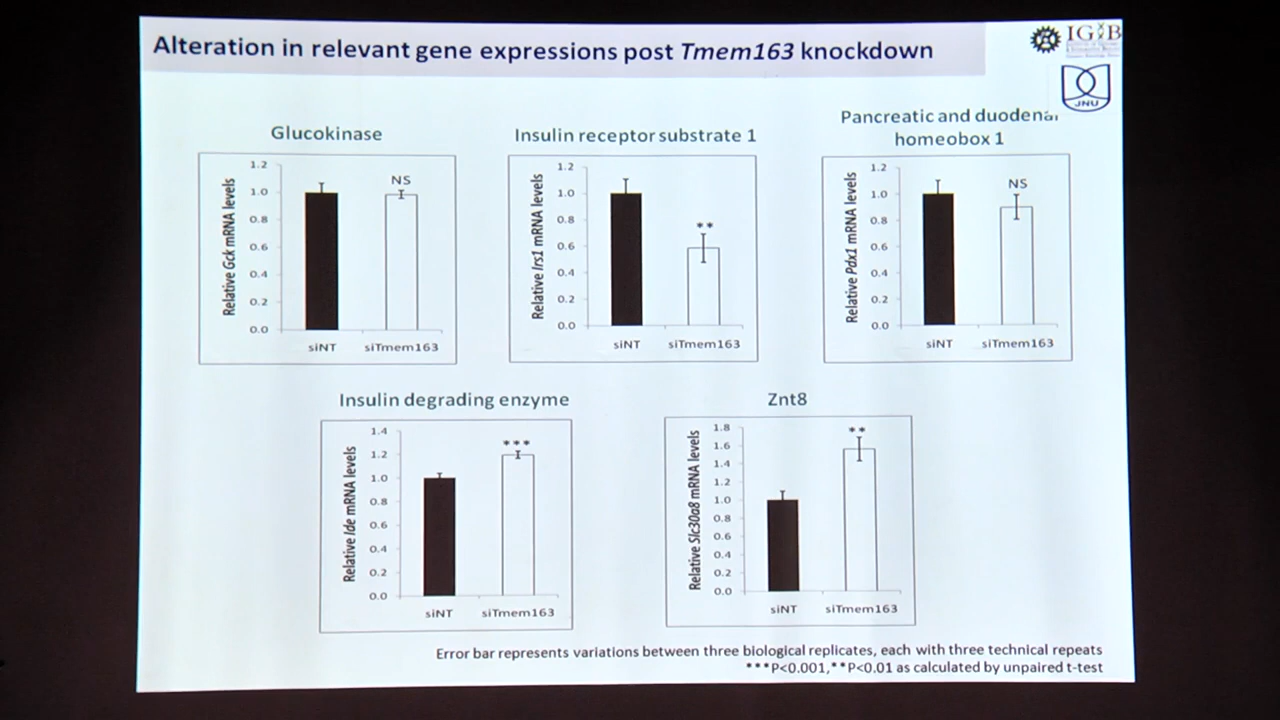 Alteration in relevant gene expressions post Tmem163 knockdown
IGIB
JNU
Glucokinase
Relative Gck mRNA levels
1.2
1.0
0.8
0.6
0.4
0.2
0.0
NS
siNT siTmem163
Insulin receptor substrate 1
Relative Irs1 mRNA levels
1.2
1.0
0.8
0.6
0.4
0.2
0.0
**
siNT siTmem163
Pancreatic and duodenal
homeobox 1
Relative Pdx1 mRNA levels
1.2
1.0
0.8
0.6
0.4
0.2
0.0
NS
siNT siTmem163
Insulin degrading enzyme
Relative Ide mRNA levels
1.4
1.2
1.0
0.8
0.6
0.4
0.2
0.0
***
siNT siTmem163
Znt8
Relative Slc30a8 mRNA levels
1.8
1.6
1.4
1.2
1.0
0.8
0.6
0.4
0.2
0.0
**
siNT siTmem163
Error bar represents variations between three biological replicates, each with three technical repeats
***P<0.001,**P<0.01 as calculated by unpaired t-test